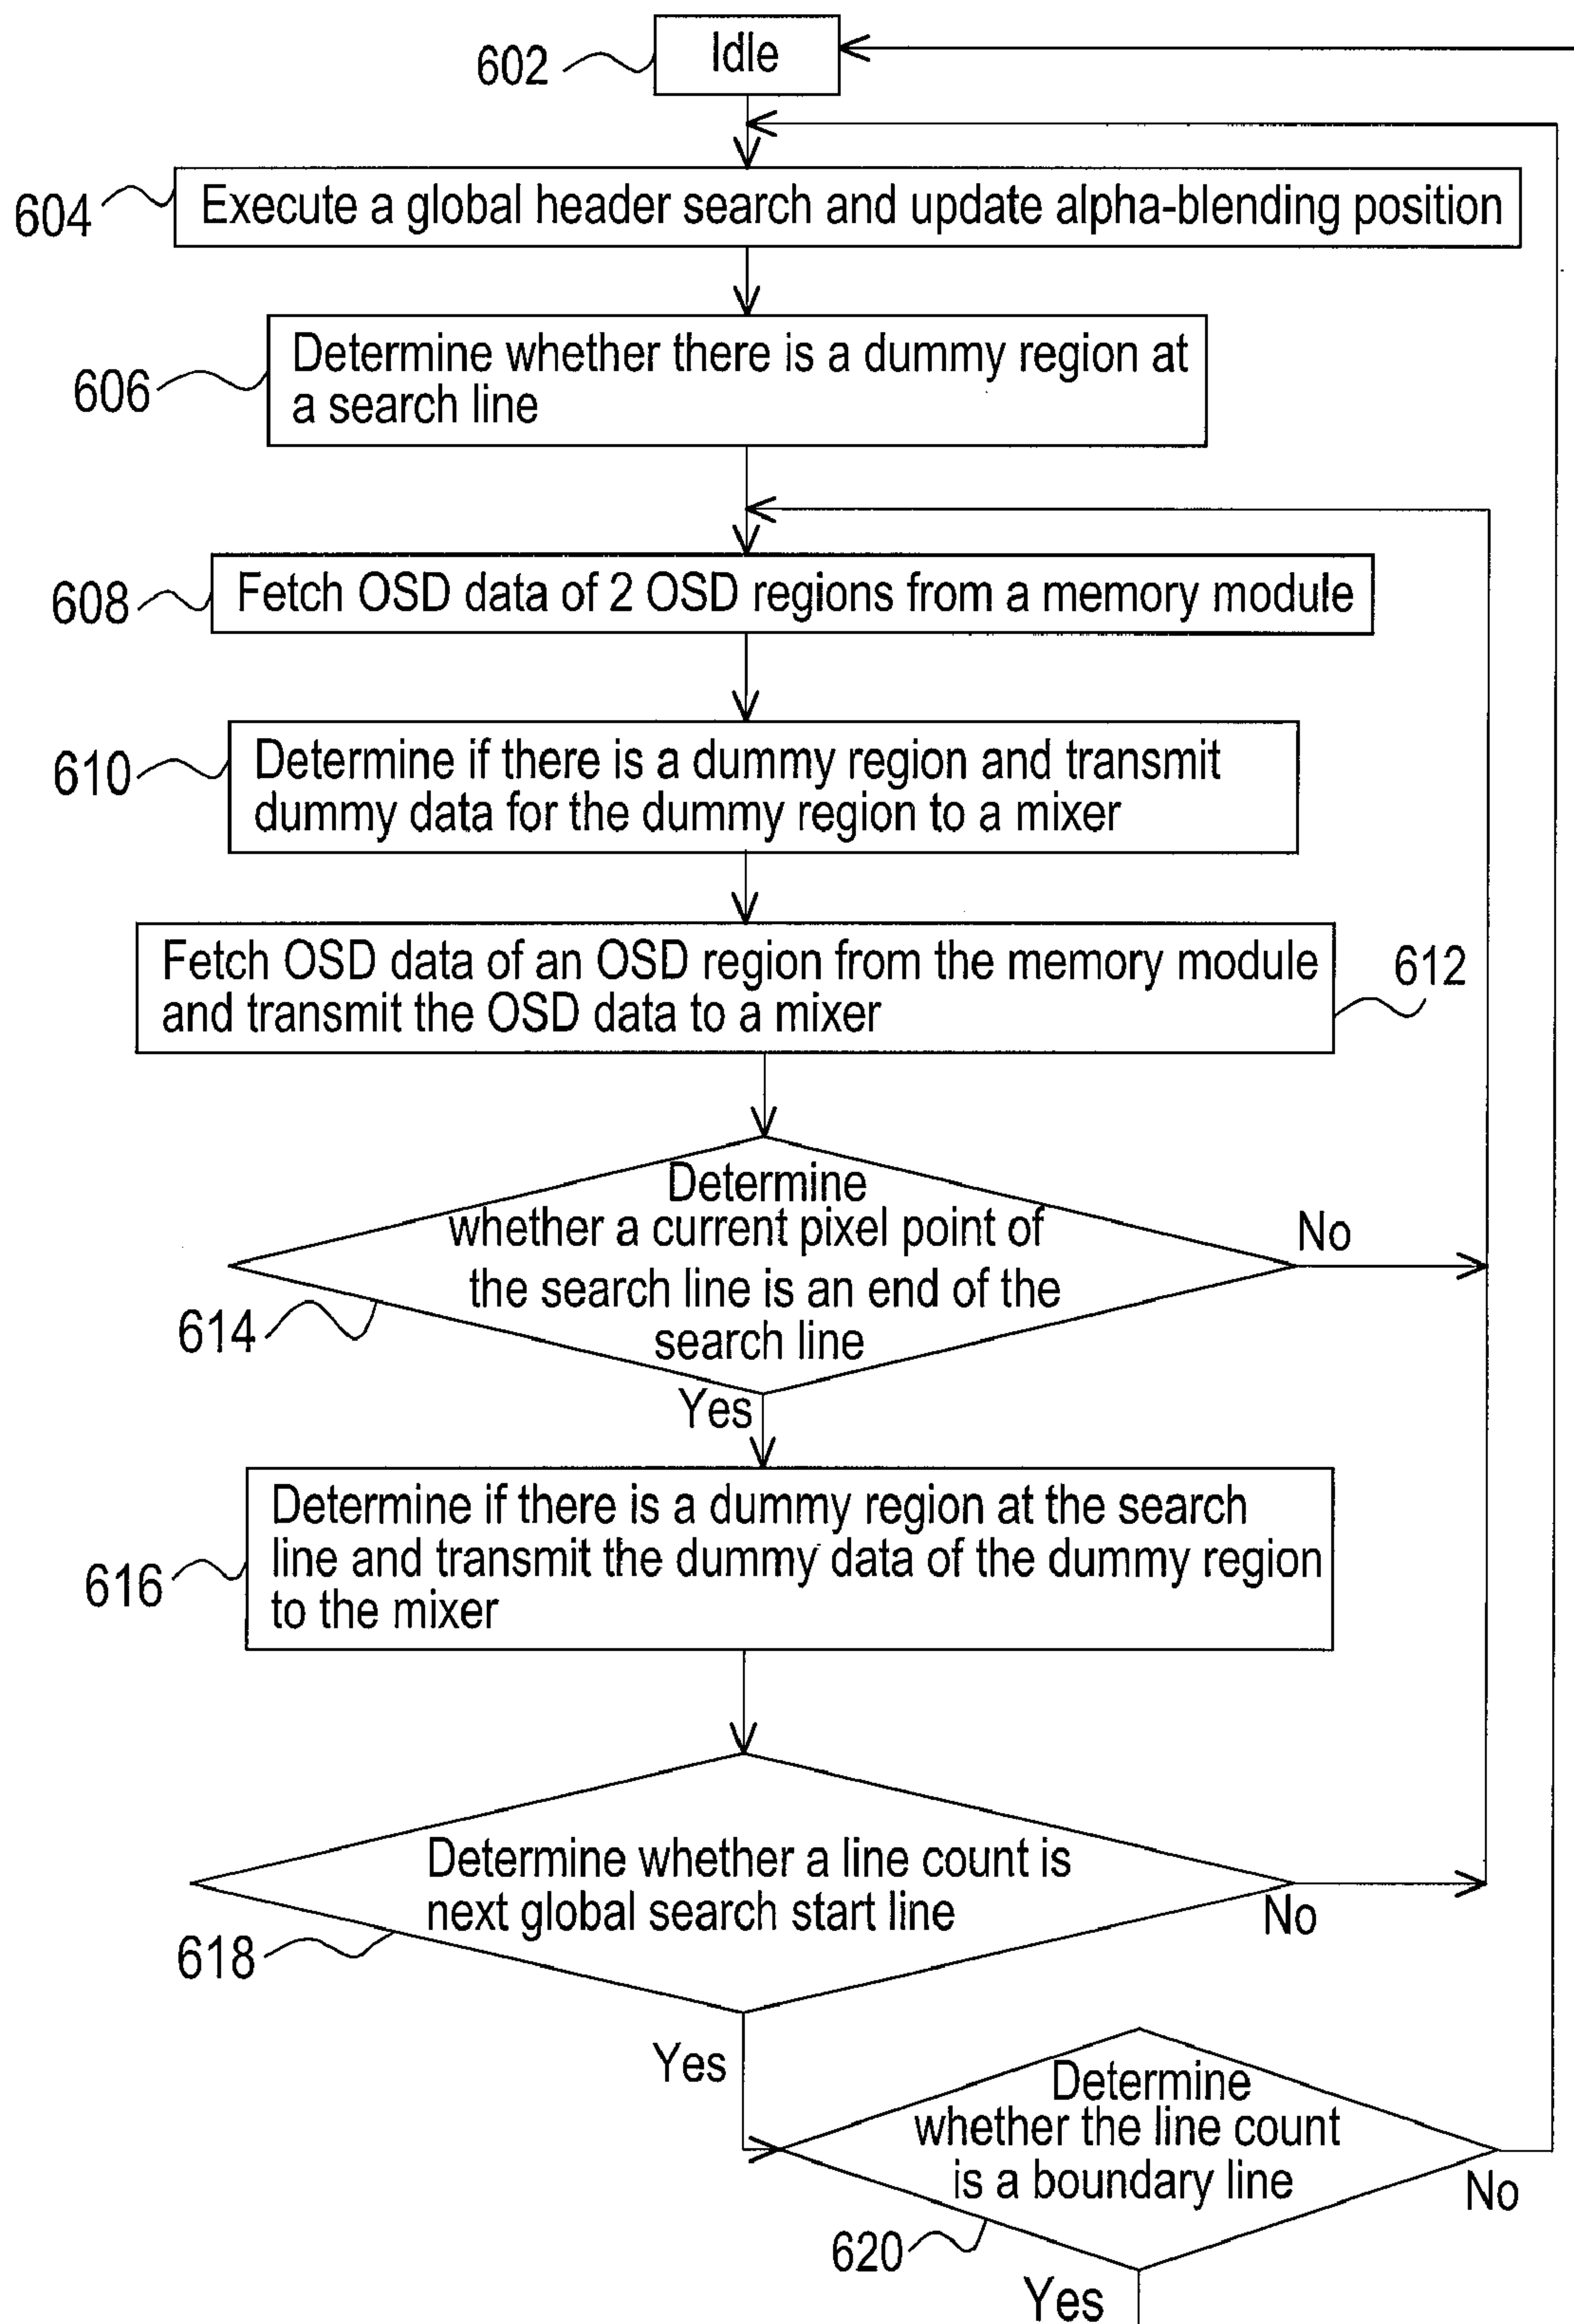 Idle
602
604
Execute a global header search and update alpha-blending position
Determine whether there is a dummy region at
a search line
606
608
Fetch OSD data of 2 OSD regions from a memory module
610
Determine if there is a dummy region and transmit
dummy data for the dummy region to a mixer
Fetch OSD data of an OSD region from the memory module
and transmit the OSD data to a mixer
612
Determine
whether a current pixel point of
the search line is an end of the
search line
No
614
Yes
Determine if there is a dummy region at the search
line and transmit the dummy data of the dummy region
to the mixer
616
Determine whether a line count is
next global search start line
No
618
Yes
Determine
whether the line count
is a boundary line
No
620
Yes